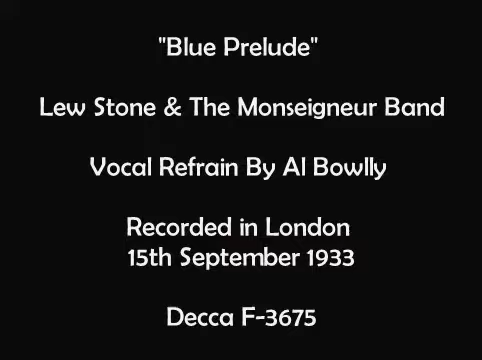 "Blue Prelude"
Lew Stone & The Monseigneur Band
Vocal Refrain By Al Bowlly
Recorded in London
15th September 1933
Decca F-3675